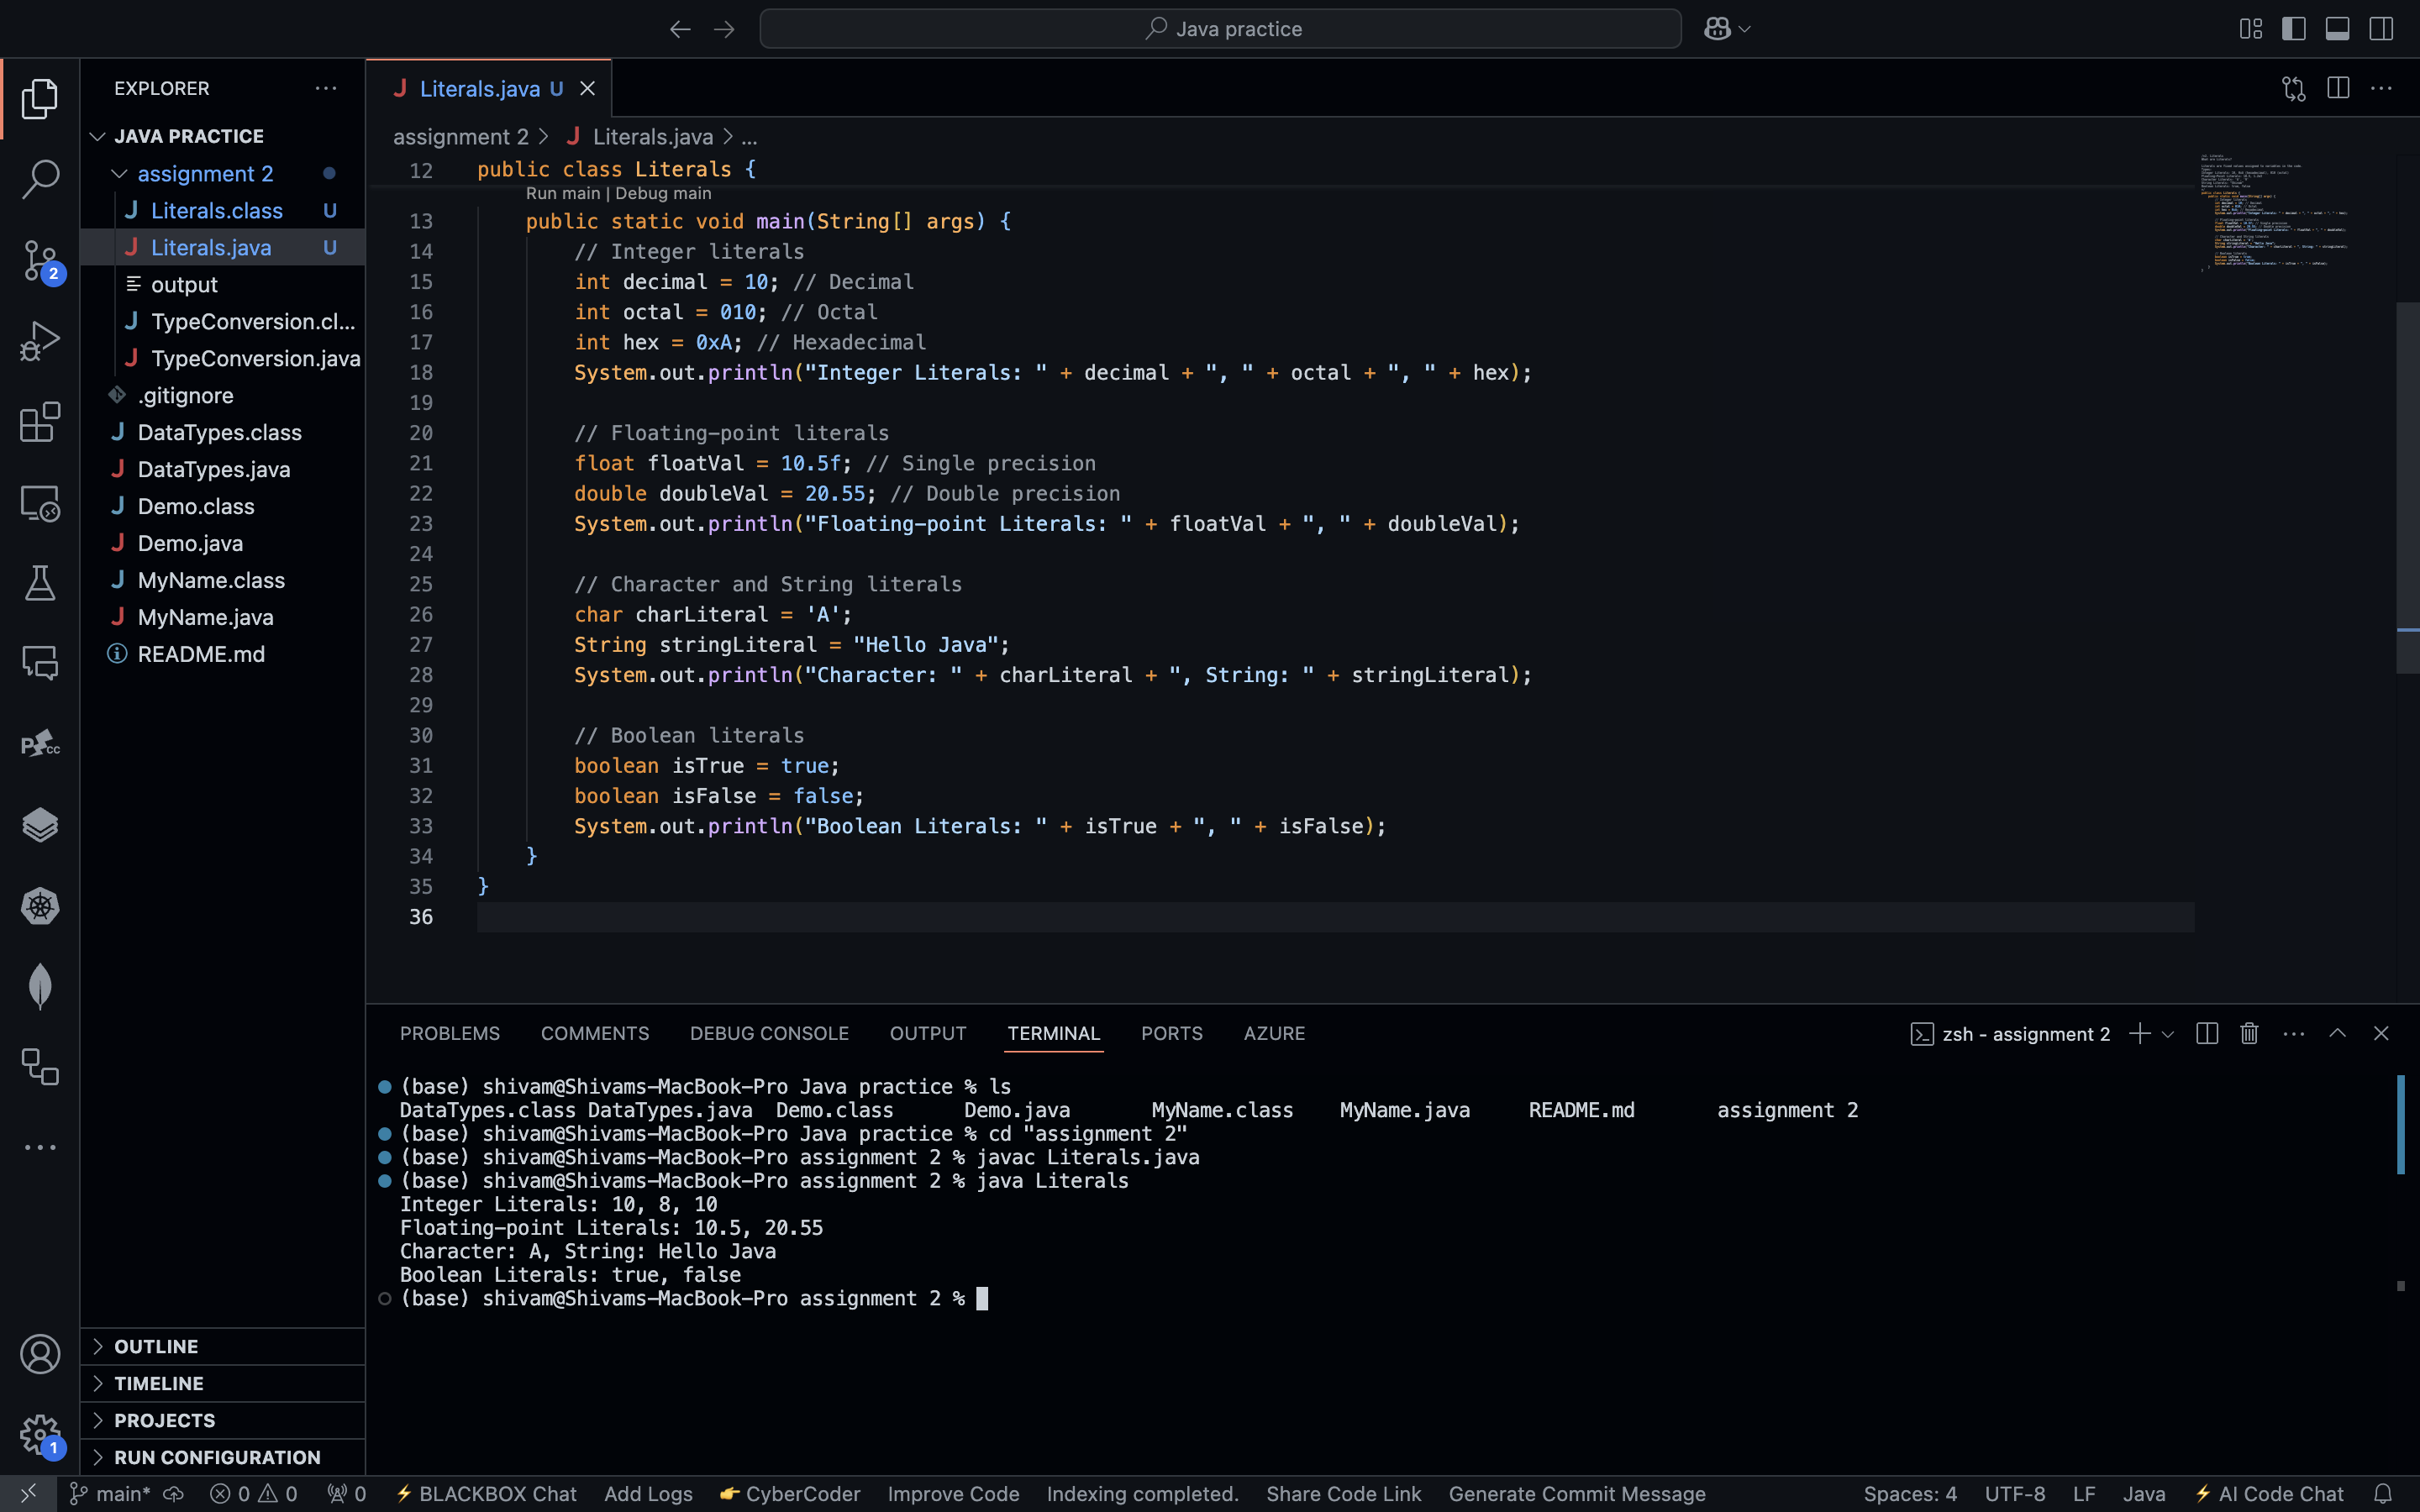 Java practice
EXPLORER
JAVA PRACTICE
assignment 2
Literals.class U
Literals.java U
output
TypeConversion.cl...
TypeConversion.java
.gitignore
DataTypes.class
DataTypes.java
Demo.class
Demo.java
MyName.class
MyName.java
README.md
OUTLINE
TIMELINE
PROJECTS
RUN CONFIGURATION
2
P cc
1
Literals.java U
assignment 2 > Literals.java > ...
12 public class Literals {
Run main | Debug main
13 public static void main(String[] args) {
14 // Integer literals
15 int decimal = 10; // Decimal
16 int octal = 010; // Octal
17 int hex = 0xA; // Hexadecimal
18 System.out.println("Integer Literals: " + decimal + ", " + octal + ", " + hex);
19
20 // Floating-point literals
21 float floatVal = 10.5f; // Single precision
22 double doubleVal = 20.55; // Double precision
23 System.out.println("Floating-point Literals: " + floatVal + ", " + doubleVal);
24
25 // Character and String literals
26 char charLiteral = 'A';
27 String stringLiteral = "Hello Java";
28 System.out.println("Character: " + charLiteral + ", String: " + stringLiteral);
29
30 // Boolean literals
31 boolean isTrue = true;
32 boolean isFalse = false;
33 System.out.println("Boolean Literals: " + isTrue + ", " + isFalse);
34 }
35 }
36
PROBLEMS COMMENTS DEBUG CONSOLE OUTPUT TERMINAL PORTS AZURE
zsh - assignment 2
(base) shivam@Shivams-MacBook-Pro Java practice % ls
DataTypes.class DataTypes.java Demo.class Demo.java MyName.class MyName.java README.md assignment 2
(base) shivam@Shivams-MacBook-Pro Java practice % cd "assignment 2"
(base) shivam@Shivams-MacBook-Pro assignment 2 % javac Literals.java
(base) shivam@Shivams-MacBook-Pro assignment 2 % java Literals
Integer Literals: 10, 8, 10
Floating-point Literals: 10.5, 20.55
Character: A, String: Hello Java
Boolean Literals: true, false
(base) shivam@Shivams-MacBook-Pro assignment 2 %
main* 0 0 0 BLACKBOX Chat Add Logs CyberCoder Improve Code Indexing completed. Share Code Link Generate Commit Message Spaces: 4 UTF-8 LF Java AI Code Chat